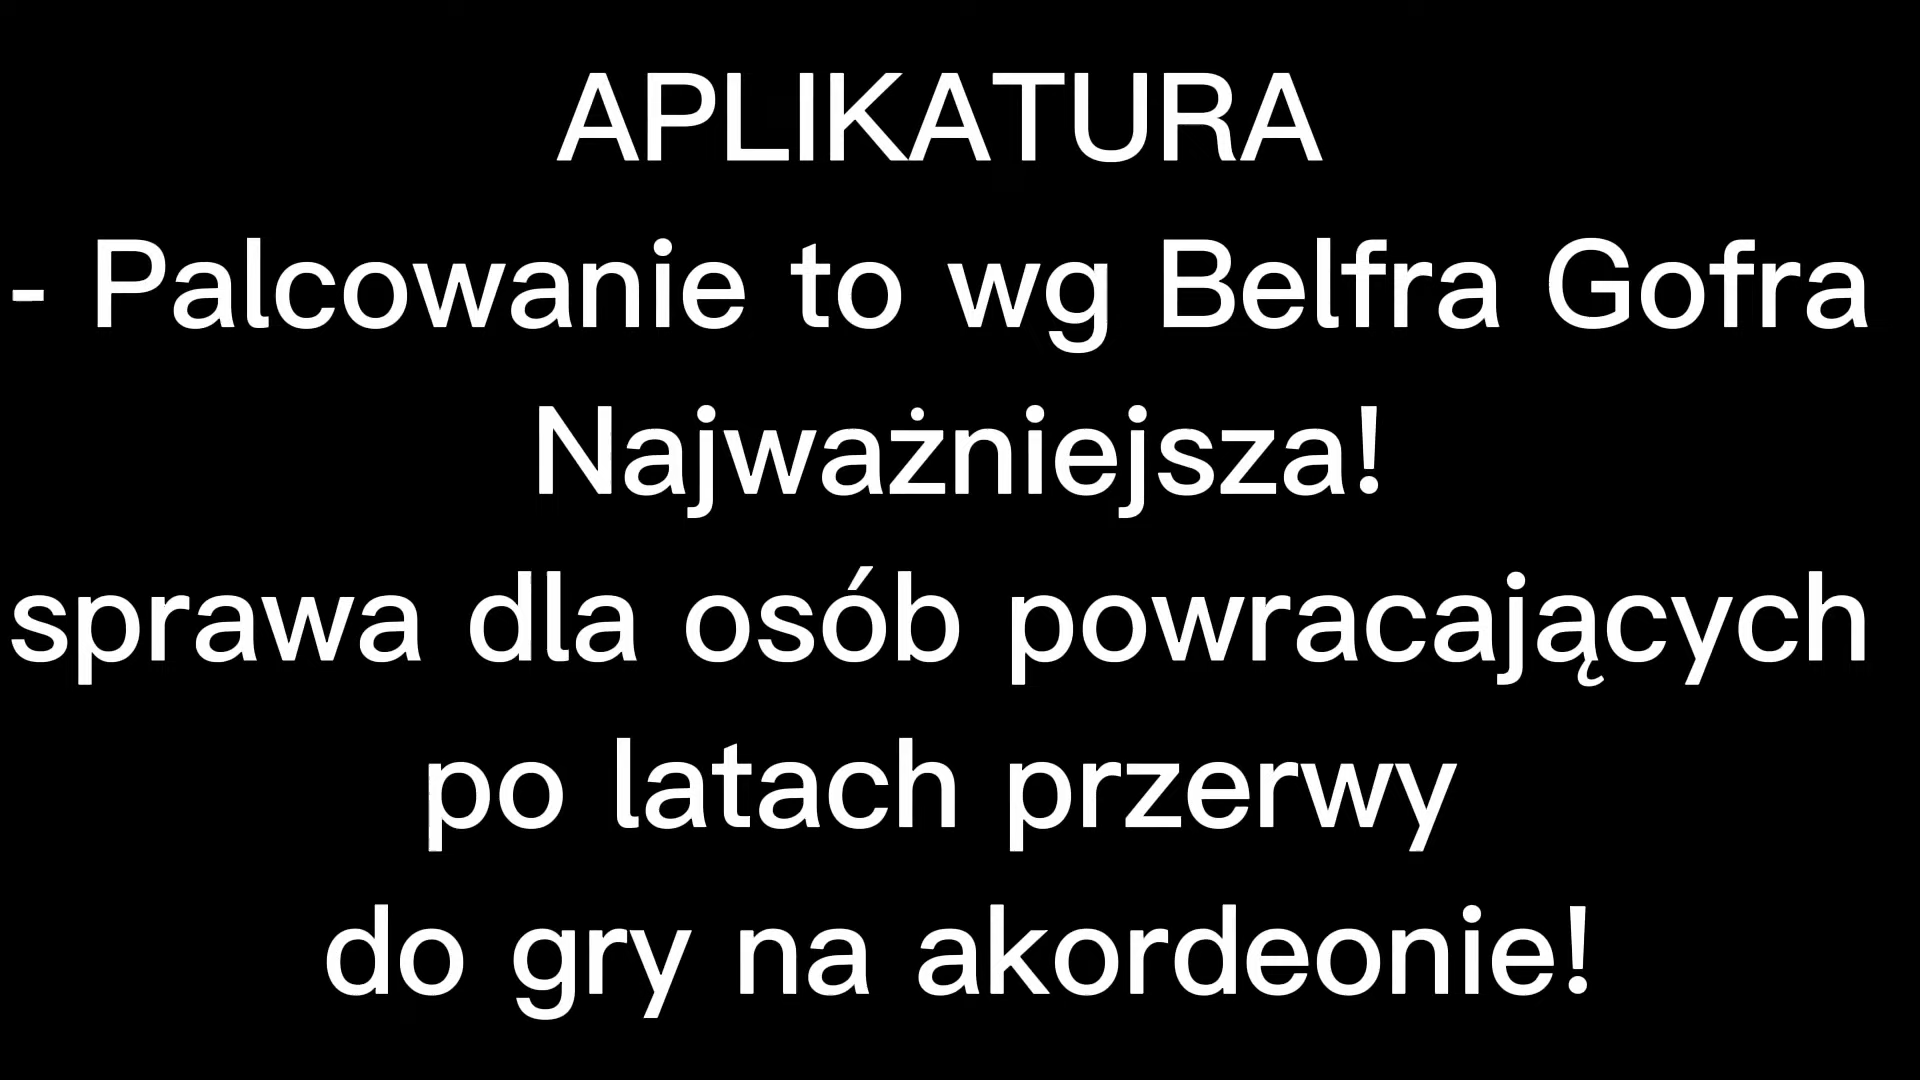 APLIKATURA
- Palcowanie to wg Belfra Gofra
Najważniejsza!
sprawa dla osób powracających
po latach przerwy
do gry na akordeonie!